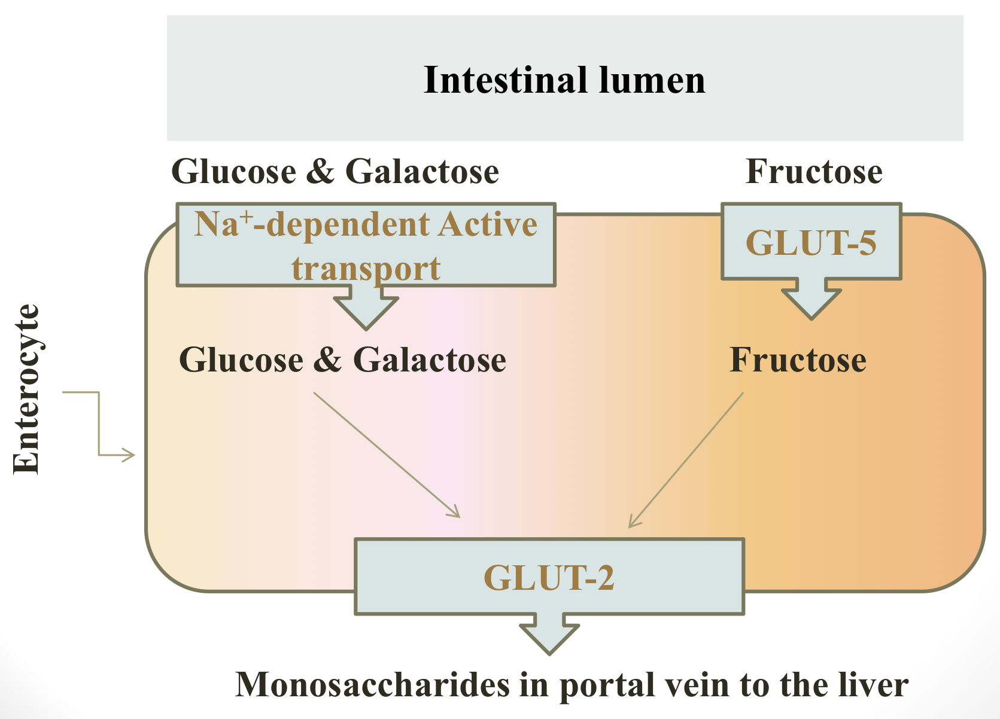 Intestinal lumen
Glucose & Galactose
Fructose
Na⁺-dependent Active
transport
GLUT-5
Enterocyte
Glucose & Galactose
Fructose
GLUT-2
Monosaccharides in portal vein to the liver